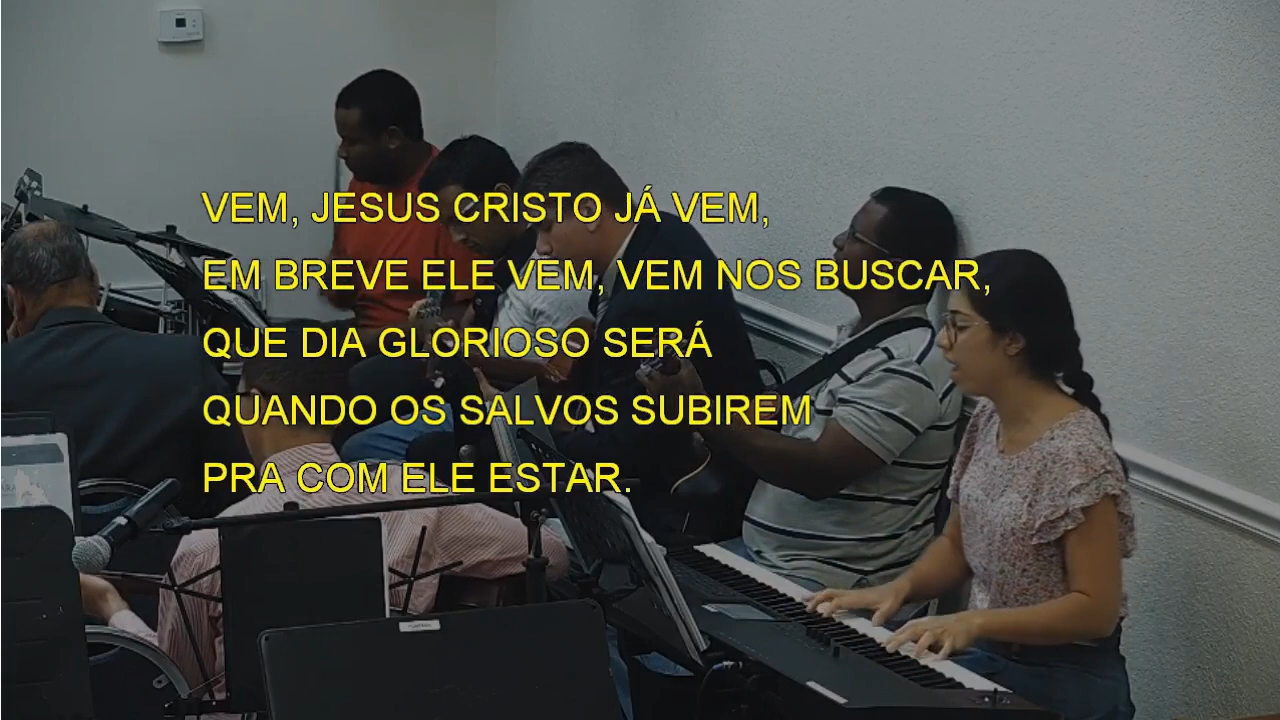 VEM, JESUS CRISTO JÁ VEM,
EM BREVE ELE VEM, VEM NOS BUSCAR,
QUE DIA GLORIOSO SERÁ
QUANDO OS SALVOS SUBIREM
PRA COM ELE ESTAR.